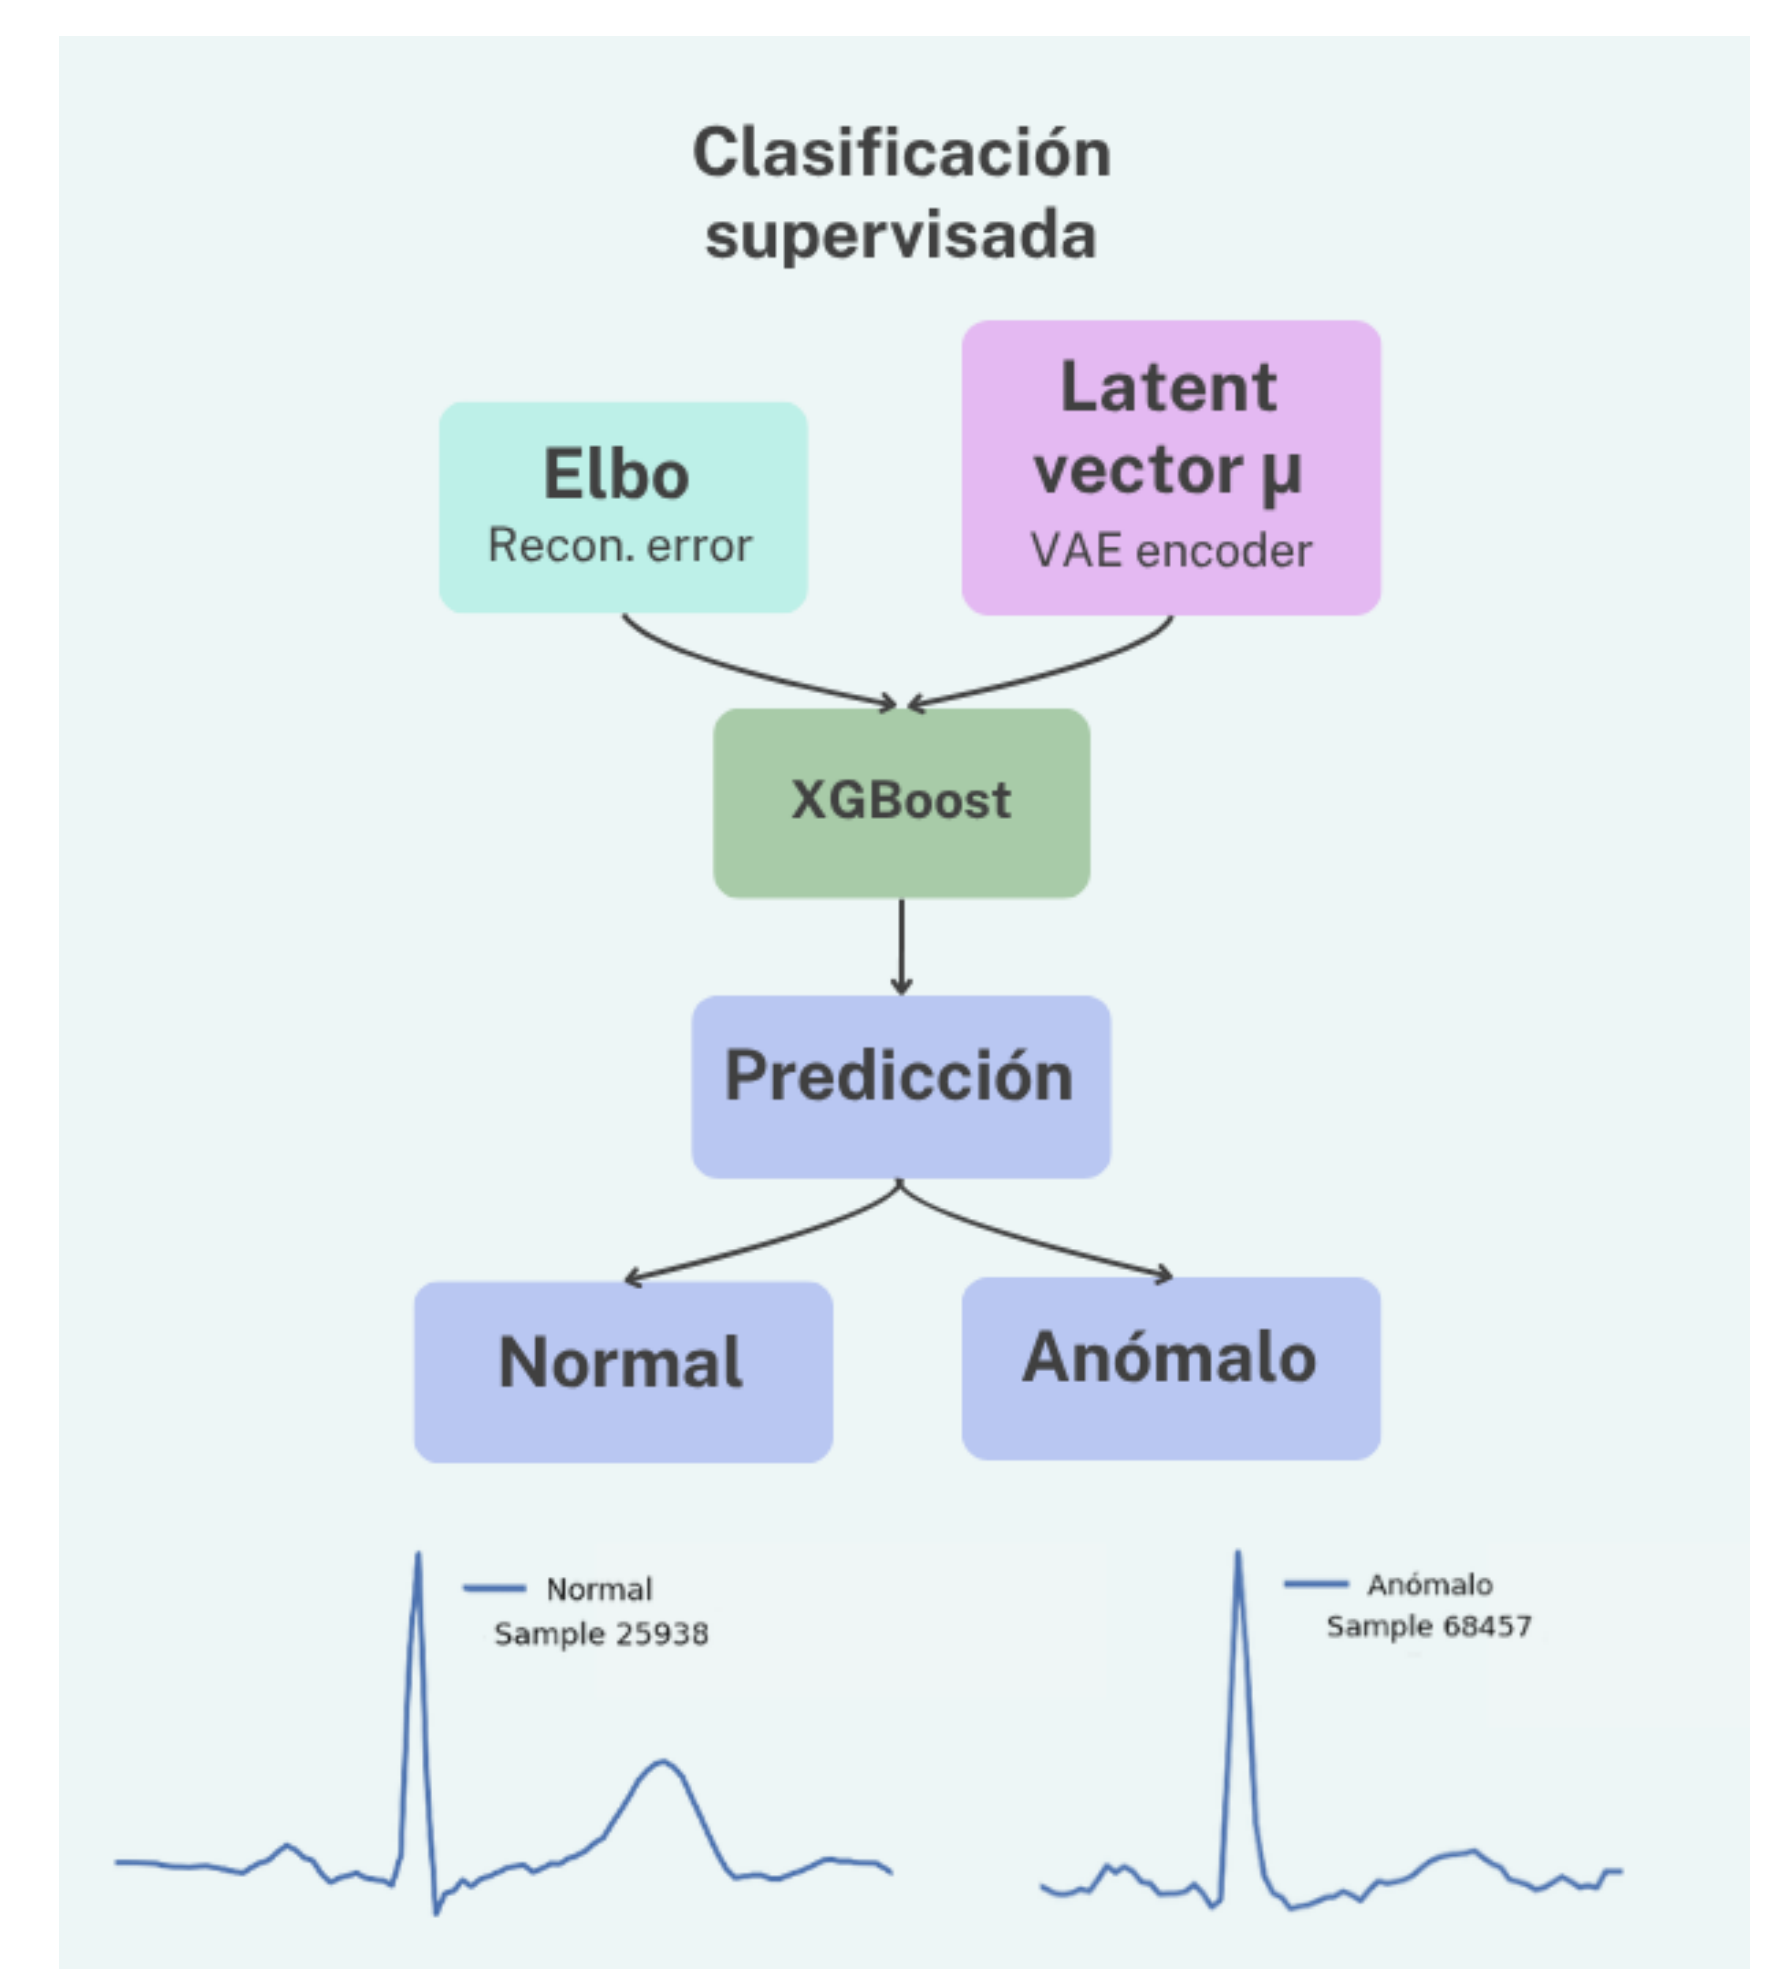 Clasificación
supervisada
Elbo
Recon. error
Latent
vector µ
VAE encoder
XGBoost
Predicción
Normal
Anómalo
Normal
Sample 25938
Anómalo
Sample 68457